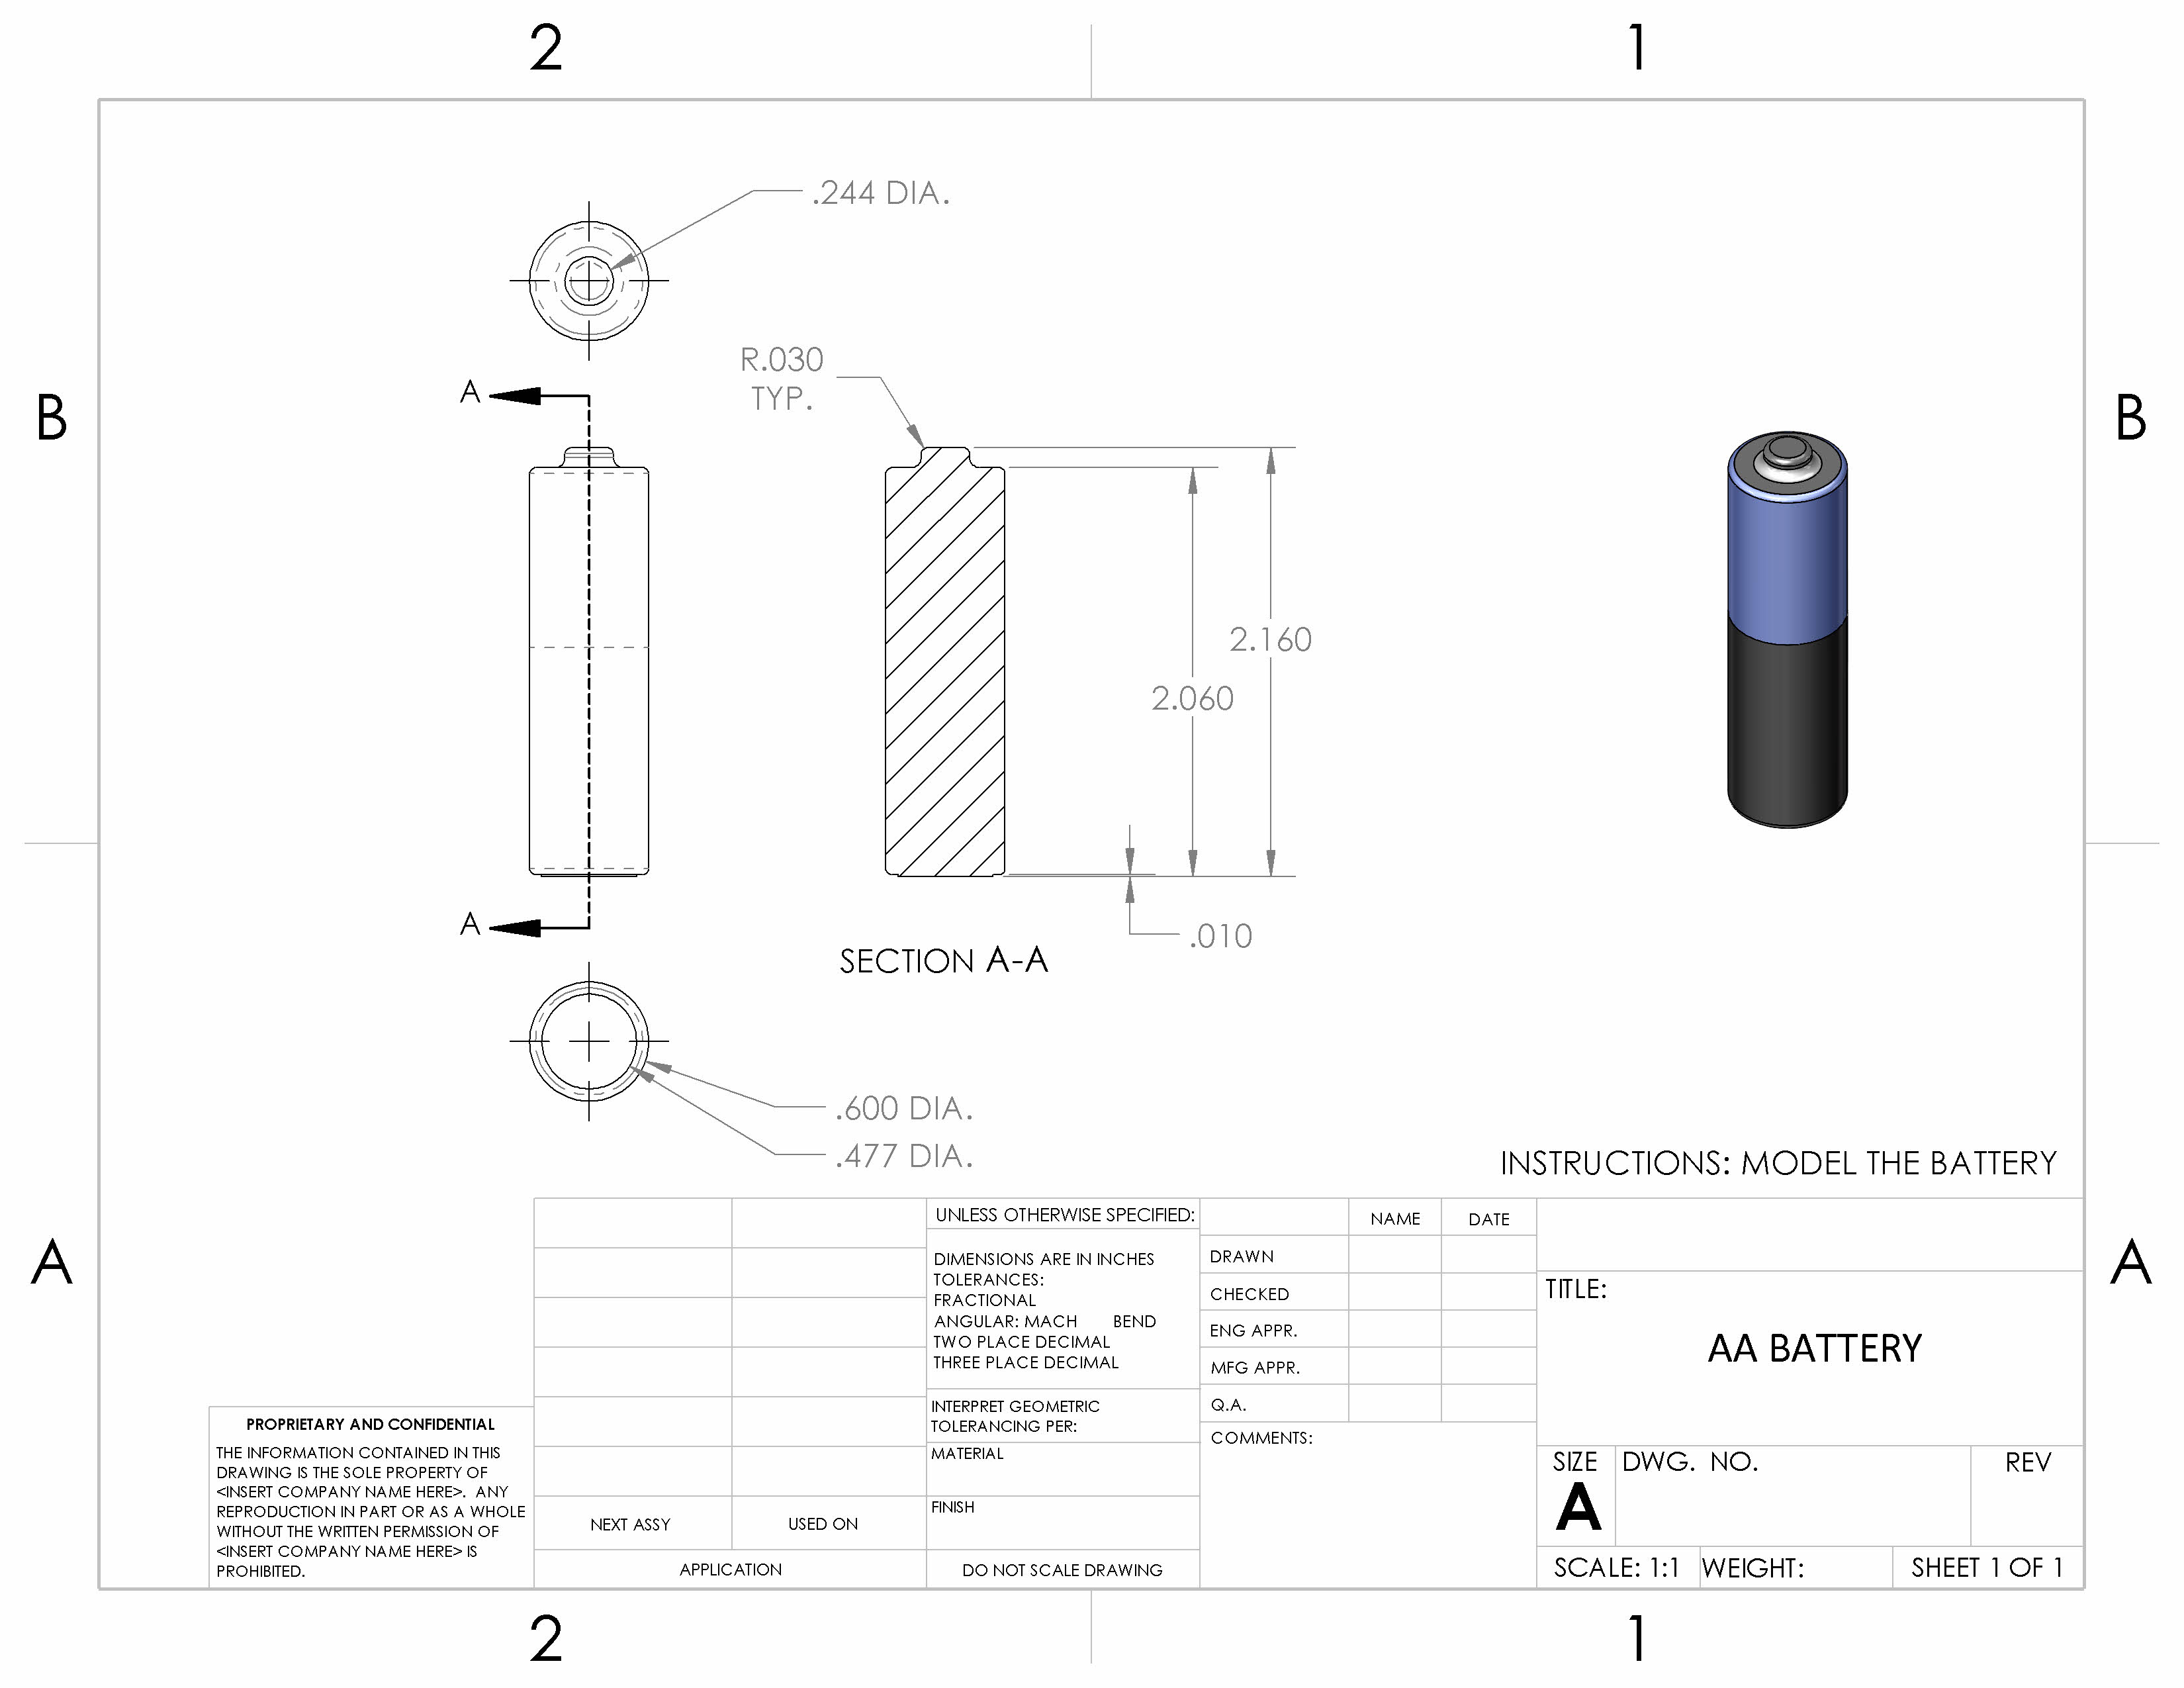 2
1
.244 DIA.
R.030
TYP.
A
B
B
2.160
2.060
A
.010
SECTION A-A
.600 DIA.
.477 DIA.
INSTRUCTIONS: MODEL THE BATTERY
A
A
UNLESS OTHERWISE SPECIFIED:
DIMENSIONS ARE IN INCHES
TOLERANCES:
FRACTIONAL
ANGULAR: MACH BEND
TWO PLACE DECIMAL
THREE PLACE DECIMAL
INTERPRET GEOMETRIC
TOLERANCING PER:
MATERIAL
FINISH
DO NOT SCALE DRAWING
NAME DATE
DRAWN
CHECKED
ENG APPR.
MFG APPR.
Q.A.
COMMENTS:
TITLE:
AA BATTERY
SIZE DWG. NO. REV
A
SCALE: 1:1 WEIGHT: SHEET 1 OF 1
PROPRIETARY AND CONFIDENTIAL
THE INFORMATION CONTAINED IN THIS
DRAWING IS THE SOLE PROPERTY OF
<INSERT COMPANY NAME HERE>. ANY
REPRODUCTION IN PART OR AS A WHOLE
WITHOUT THE WRITTEN PERMISSION OF
<INSERT COMPANY NAME HERE> IS
PROHIBITED.
NEXT ASSY USED ON
APPLICATION
2
1